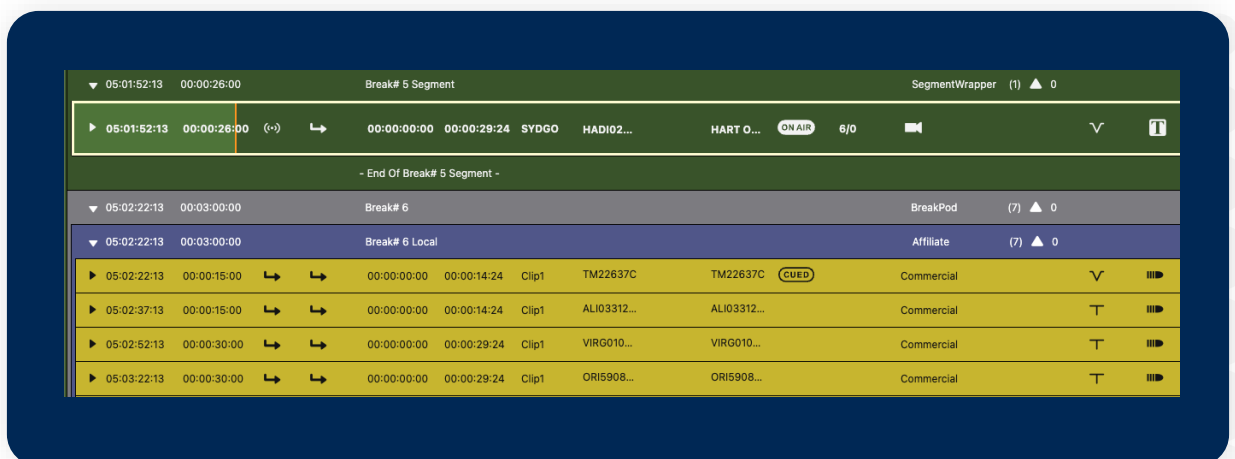 05:01:52:13 00:00:26:00 Break# 5 Segment SegmentWrapper (1) 0
05:01:52:13 00:00:26:00 00:00:00:00 00:00:29:24 SYDGO HADI02... HART O... ON AIR 6/0 T
- End Of Break# 5 Segment -
05:02:22:13 00:03:00:00 Break# 6 BreakPod (7) 0
05:02:22:13 00:03:00:00 Break# 6 Local Affiliate (7) 0
05:02:22:13 00:00:15:00 00:00:00:00 00:00:14:24 Clip1 TM22637C TM22637C CUED Commercial
05:02:37:13 00:00:15:00 00:00:00:00 00:00:14:24 Clip1 ALI03312... ALI03312... Commercial
05:02:52:13 00:00:30:00 00:00:00:00 00:00:29:24 Clip1 VIRG010... VIRG010... Commercial
05:03:22:13 00:00:30:00 00:00:00:00 00:00:29:24 Clip1 ORI5908... ORI5908... Commercial